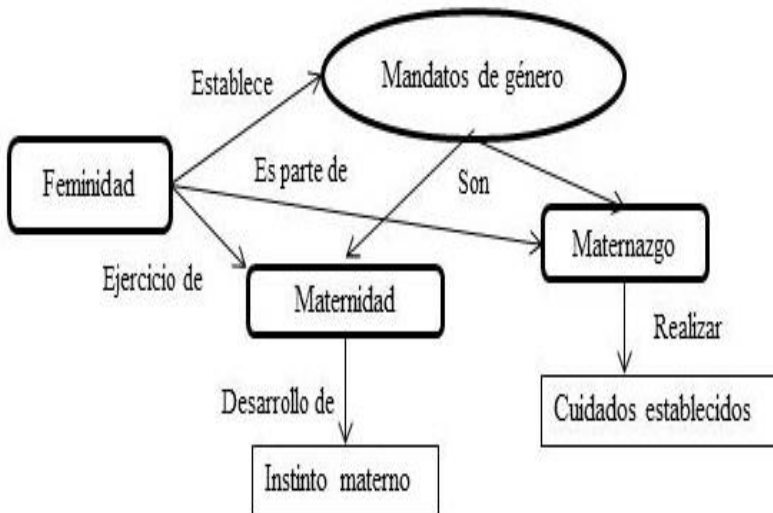 Mandatos de género
Establece
Feminidad
Es parte de
Son
Maternazgo
Ejercicio de
Maternidad
Realizar
Desarrollo de
Cuidados establecidos
Instinto materno